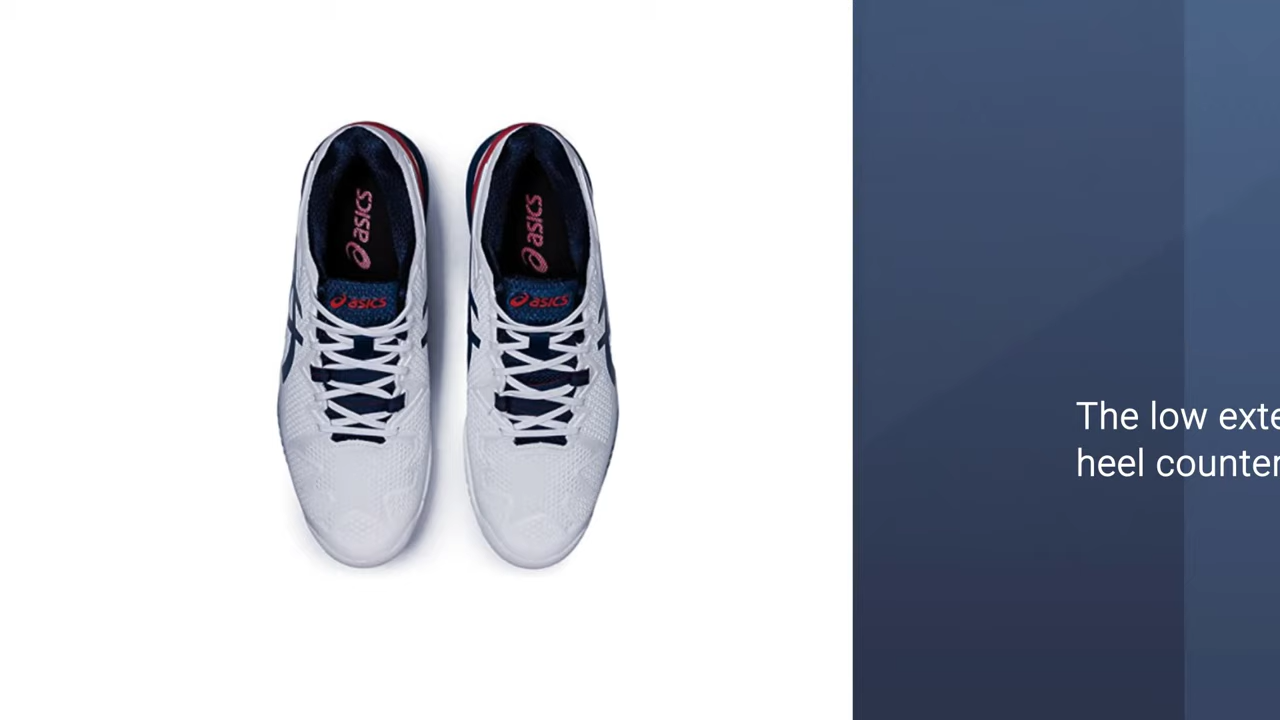 asics
asics
asics
asics
The low exte
heel counter